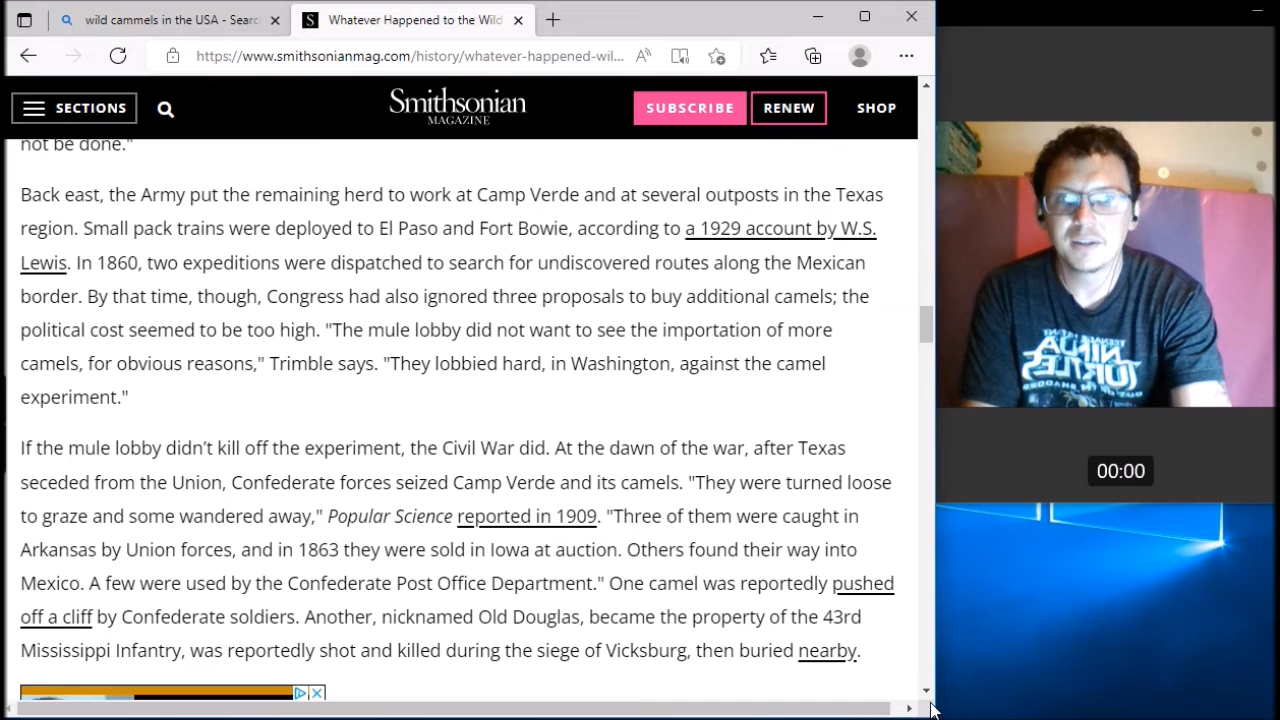 wild cammels in the USA - Searc
Whatever Happened to the Wild
https://www.smithsonianmag.com/history/whatever-happened-wil...
SECTIONS
Smithsonian
MAGAZINE
SUBSCRIBE
RENEW
SHOP
not be done."
Back east, the Army put the remaining herd to work at Camp Verde and at several outposts in the Texas
region. Small pack trains were deployed to El Paso and Fort Bowie, according to a 1929 account by W.S.
Lewis. In 1860, two expeditions were dispatched to search for undiscovered routes along the Mexican
border. By that time, though, Congress had also ignored three proposals to buy additional camels; the
political cost seemed to be too high. "The mule lobby did not want to see the importation of more
camels, for obvious reasons," Trimble says. "They lobbied hard, in Washington, against the camel
experiment."
If the mule lobby didn’t kill off the experiment, the Civil War did. At the dawn of the war, after Texas
seceded from the Union, Confederate forces seized Camp Verde and its camels. "They were turned loose
to graze and some wandered away," Popular Science reported in 1909. "Three of them were caught in
Arkansas by Union forces, and in 1863 they were sold in Iowa at auction. Others found their way into
Mexico. A few were used by the Confederate Post Office Department." One camel was reportedly pushed
off a cliff by Confederate soldiers. Another, nicknamed Old Douglas, became the property of the 43rd
Mississippi Infantry, was reportedly shot and killed during the siege of Vicksburg, then buried nearby.
TEENAGE MUTANT
NINJA
TURTLES
OUT OF THE SHADOWS
00:00